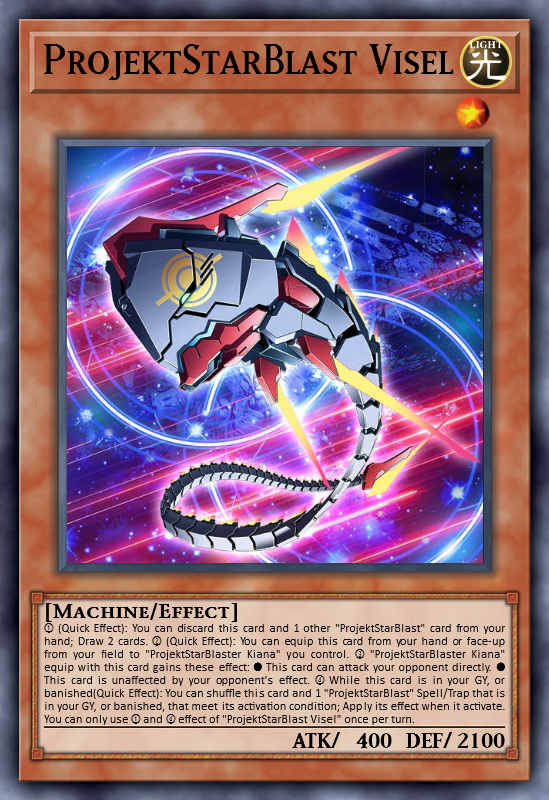 ProjektStarBlast Visel
LIGHT
光
[Machine/Effect]
① (Quick Effect): You can discard this card and 1 other "ProjektStarBlast" card from your
hand; Draw 2 cards. ② (Quick Effect): You can equip this card from your hand or face-up
from your field to "ProjektStarBlaster Kiana" you control. ② "ProjektStarBlaster Kiana"
equip with this card gains these effect: ● This card can attack your opponent directly. ●
This card is unaffected by your opponent's effect. ④ While this card is in your GY, or
banished(Quick Effect): You can shuffle this card and 1 "ProjektStarBlast" Spell/Trap that is
in your GY, or banished, that meet its activation condition; Apply its effect when it activate.
You can only use ① and ④ effect of "ProjektStarBlast Visel" once per turn.
ATK/ 400 DEF/ 2100